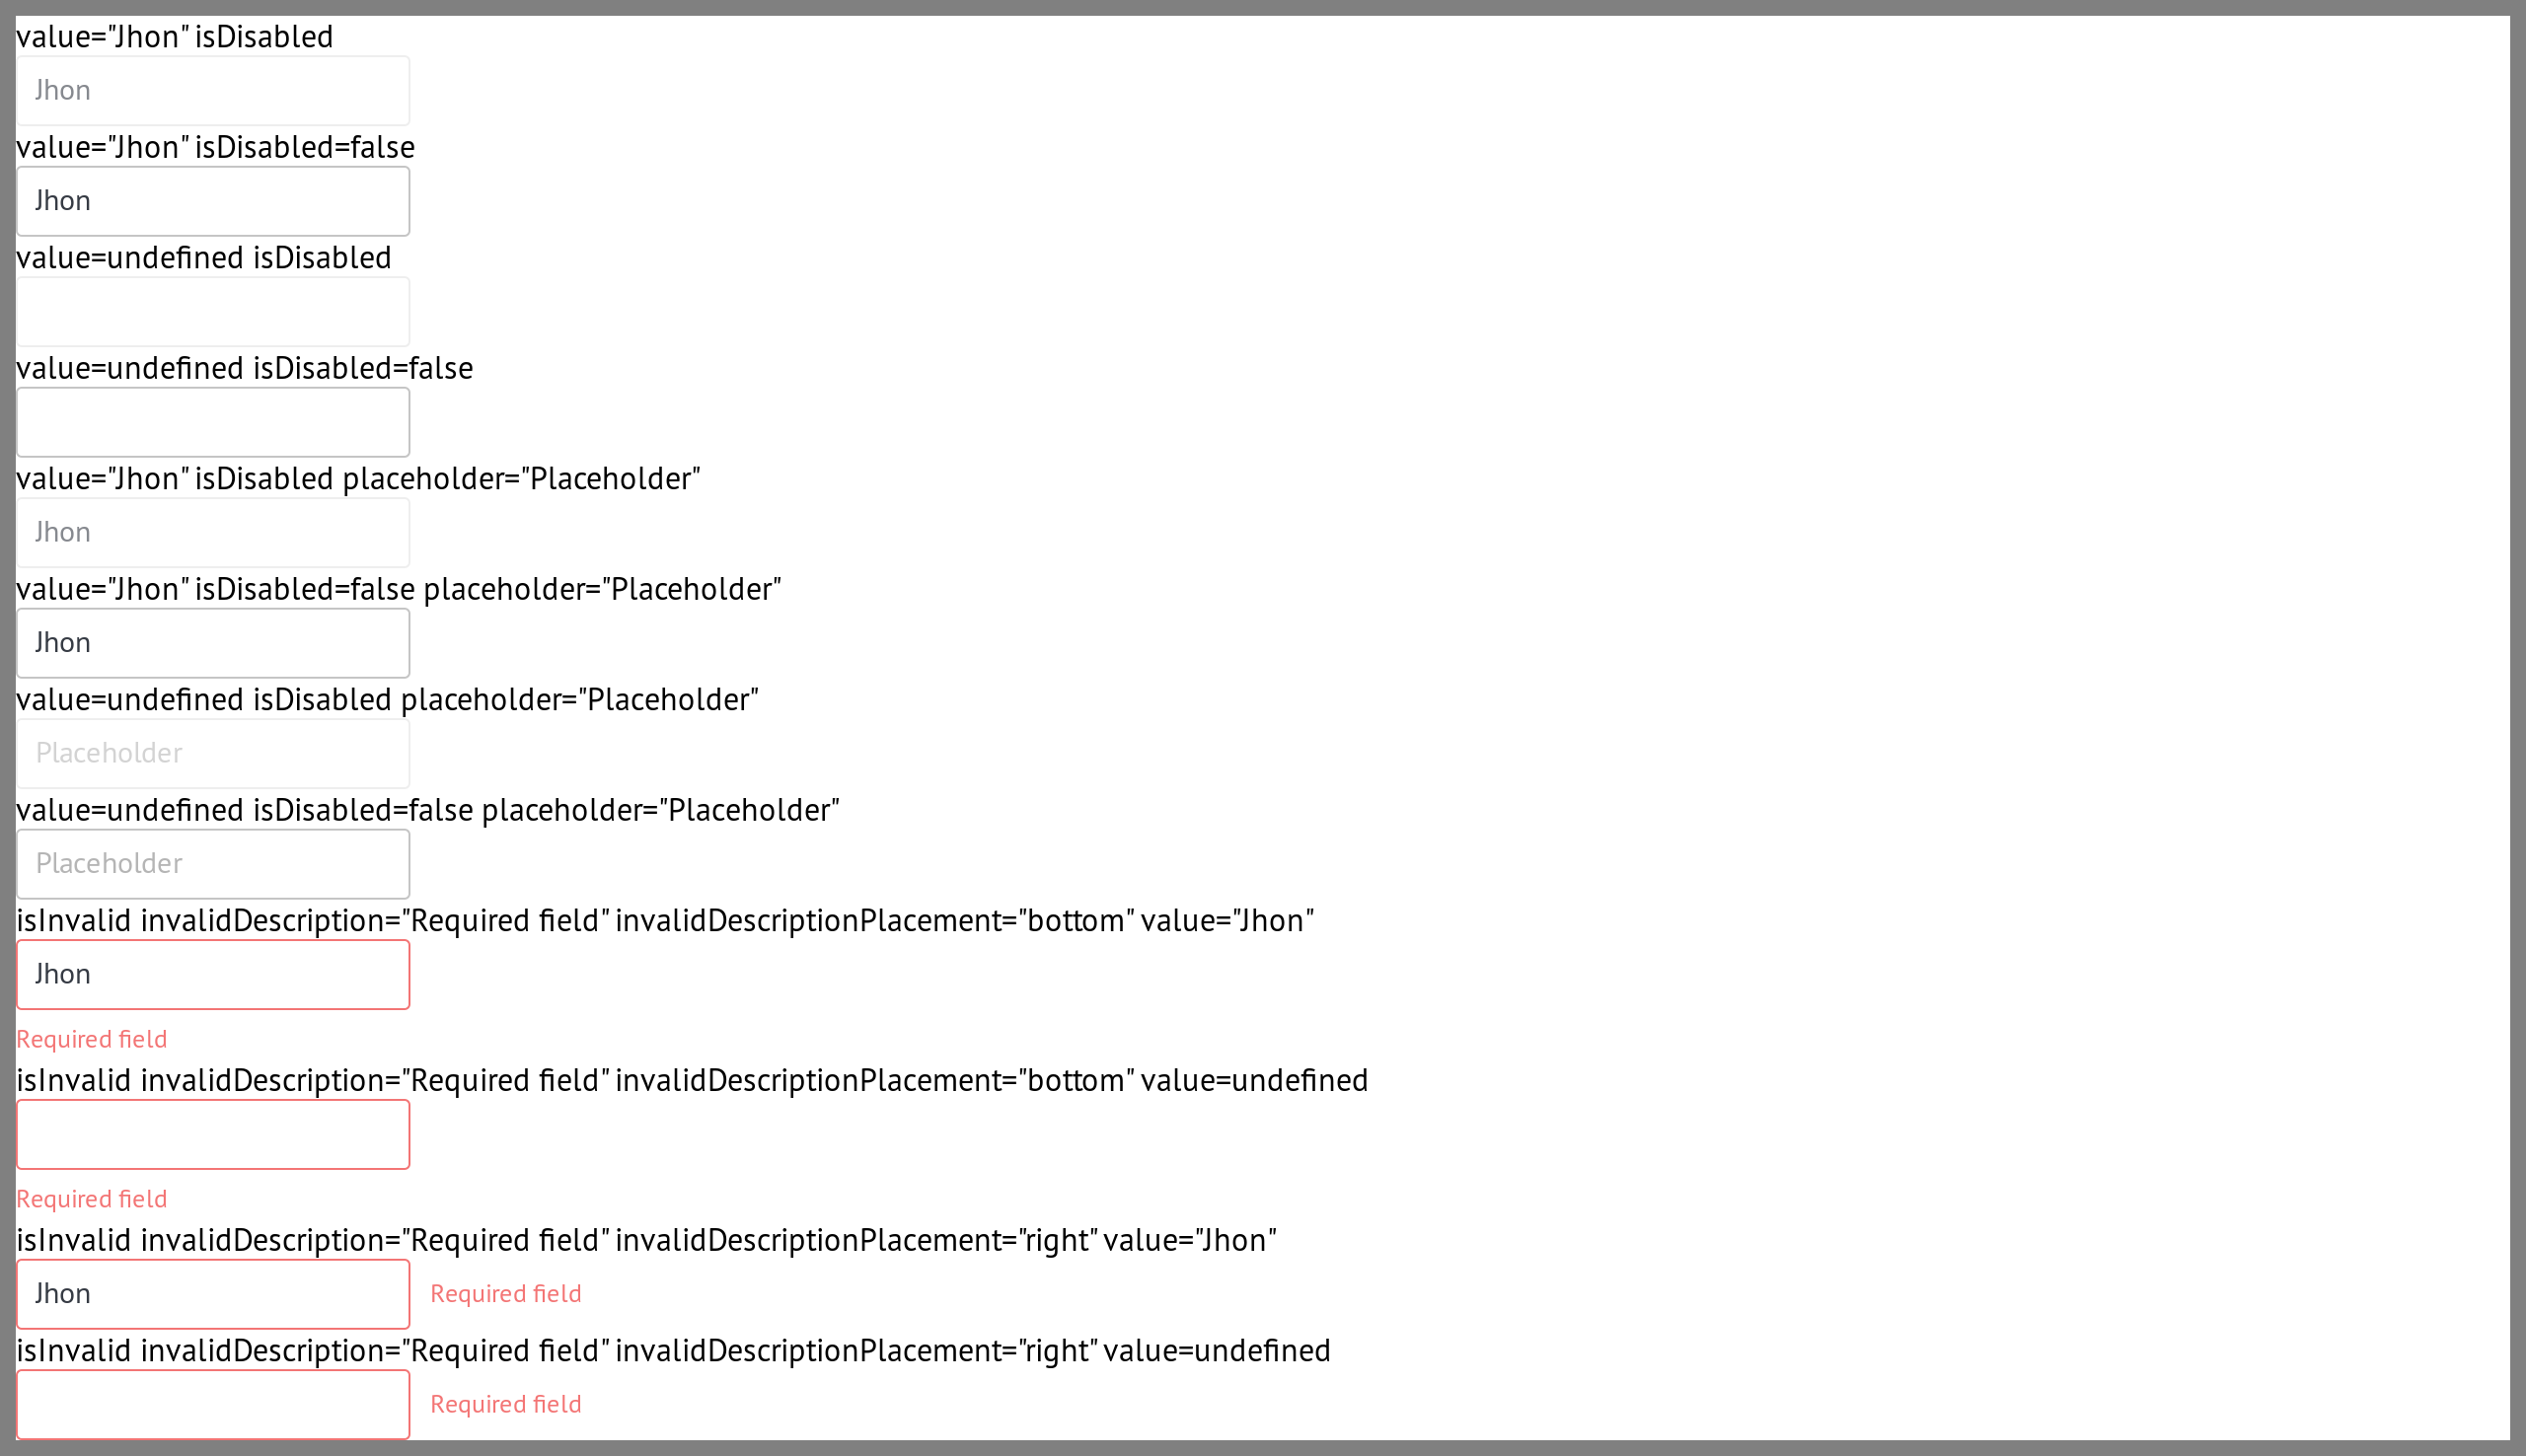 value="Jhon" isDisabled
Jhon
value="Jhon" isDisabled=false
Jhon
value=undefined isDisabled
value=undefined isDisabled=false
value="Jhon" isDisabled placeholder="Placeholder"
Jhon
value="Jhon" isDisabled=false placeholder="Placeholder"
Jhon
value=undefined isDisabled placeholder="Placeholder"
Placeholder
value=undefined isDisabled=false placeholder="Placeholder"
Placeholder
isInvalid invalidDescription="Required field" invalidDescriptionPlacement="bottom" value="Jhon"
Jhon
Required field
isInvalid invalidDescription="Required field" invalidDescriptionPlacement="bottom" value=undefined
Required field
isInvalid invalidDescription="Required field" invalidDescriptionPlacement="right" value="Jhon"
Jhon Required field
isInvalid invalidDescription="Required field" invalidDescriptionPlacement="right" value=undefined
Required field